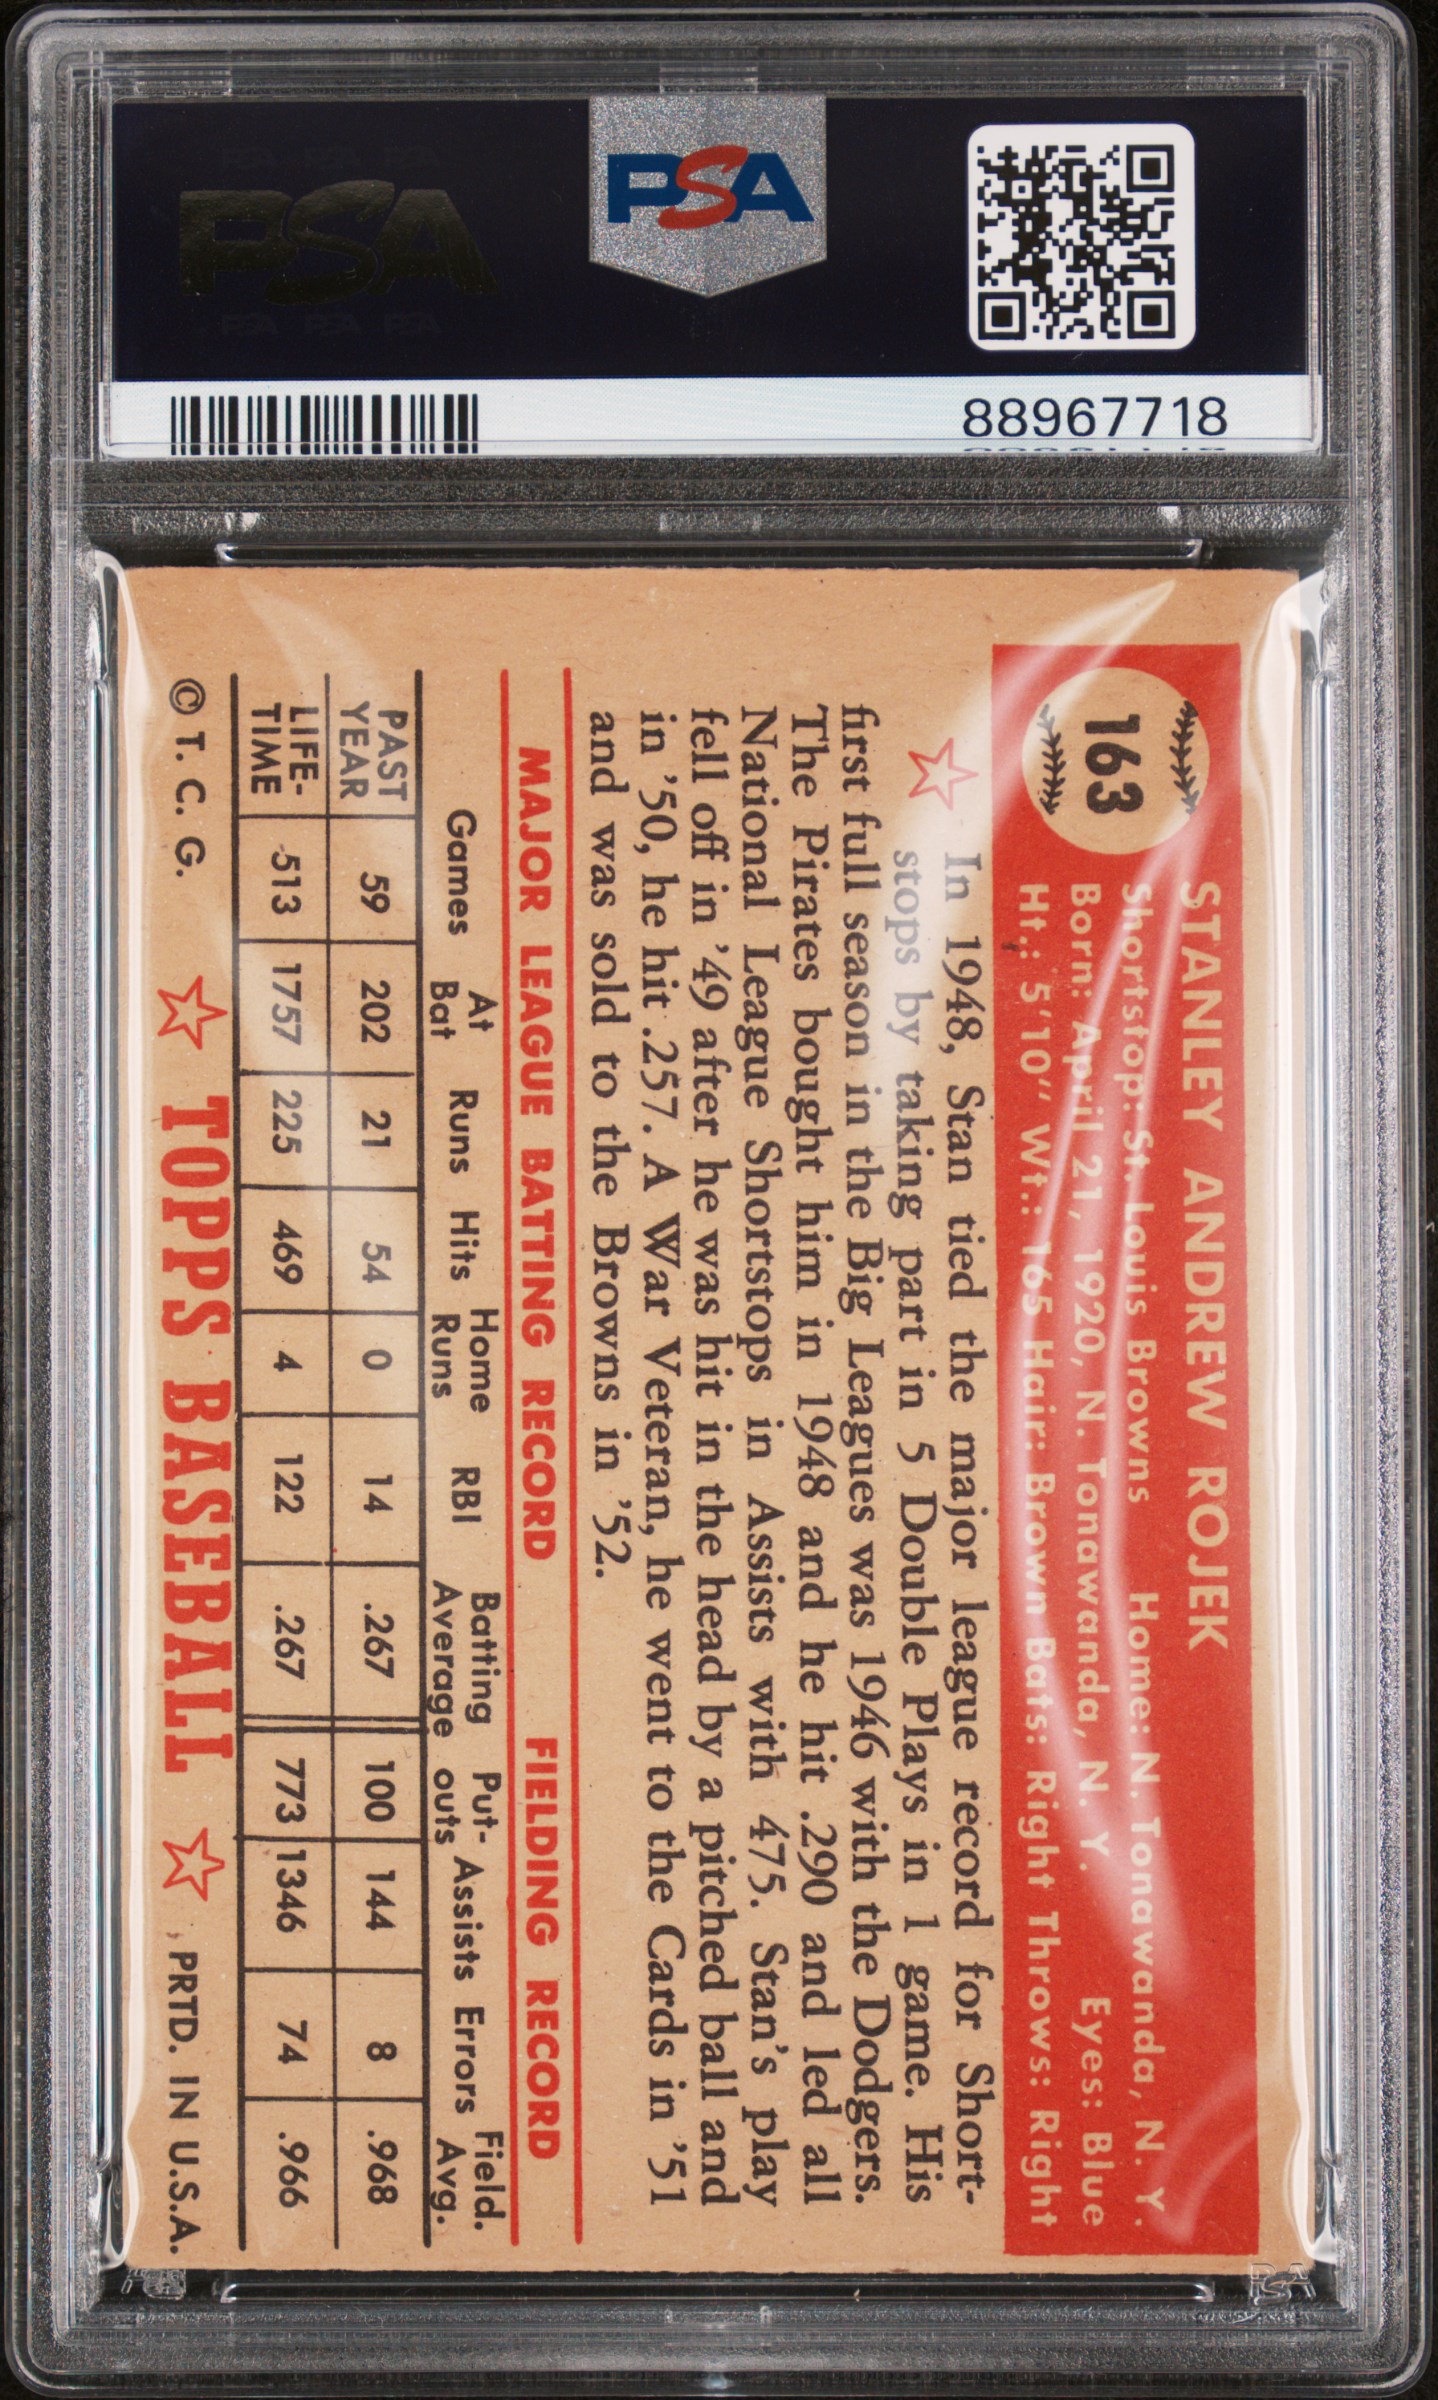 PSA
PSA
88967718
163
STANLEY ANDREW ROJEK
Shortstop: St. Louis Browns Home: N. Tonawanda, N. Y.
Born: April 21, 1920, N. Tonawanda, N. Y. Eyes: Blue
Ht.: 5'10" Wt.: 165 Hair: Brown Bats: Right Throws: Right
In 1948, Stan tied the major league record for Short-
stops by taking part in 5 Double Plays in 1 game. His
first full season in the Big Leagues was 1946 with the Dodgers.
The Pirates bought him in 1948 and he hit .290 and led all
National League Shortstops in Assists with 475. Stan's play
fell off in '49 after he was hit in the head by a pitched ball and
in '50, he hit .257. A War Veteran, he went to the Cards in '51
and was sold to the Browns in '52.
MAJOR LEAGUE BATTING RECORD FIELDING RECORD
Games At Bat Runs Hits Home Runs RBI Batting Average Put-outs Assists Errors Field. Avg.
PAST YEAR 59 202 21 54 0 14 .267 100 144 8 .968
LIFE-TIME 513 1757 225 469 4 122 .267 773 1346 74 .966
© T. C. G. TOPPS BASEBALL PRTD. IN U.S.A.
PSA